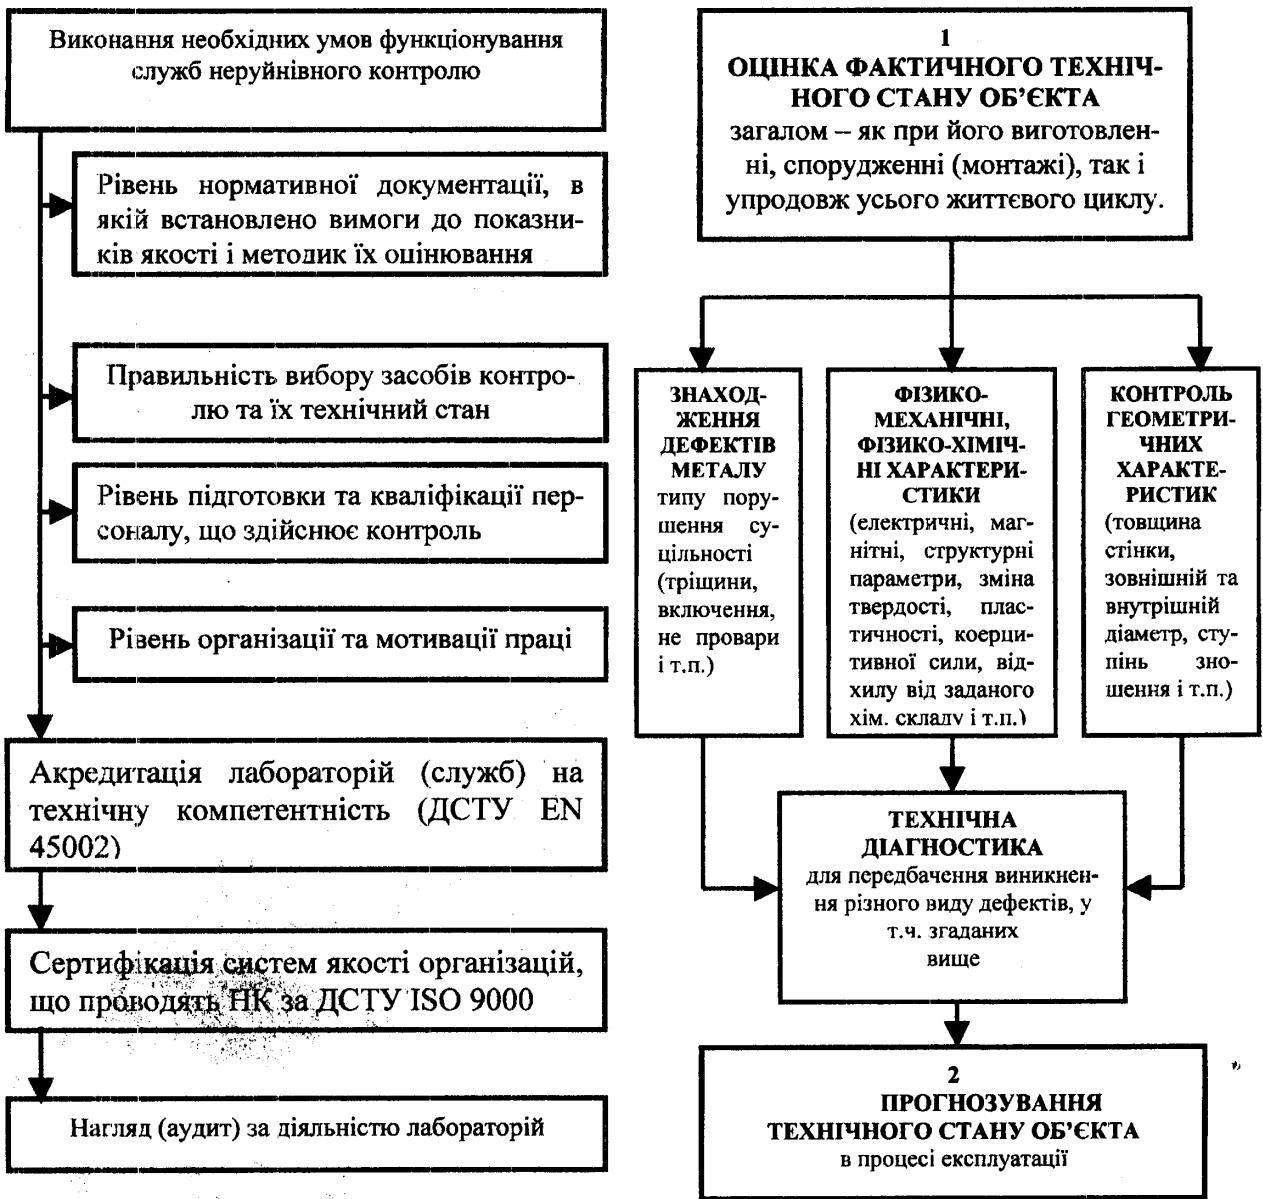 Виконання необхідних умов функціонування
служб неруйнівного контролю
Рівень нормативної документації, в
якій встановлено вимоги до показни-
ків якості і методик їх оцінювання
Правильність вибору засобів контро-
лю та їх технічний стан
Рівень підготовки та кваліфікації пер-
соналу, що здійснює контроль
Рівень організації та мотивації праці
Акредитація лабораторій (служб) на
технічну компетентність (ДСТУ EN
45002)
Сертифікація систем якості організацій,
що проводять НК за ДСТУ ISO 9000
Нагляд (аудит) за діяльністю лабораторій
1
ОЦІНКА ФАКТИЧНОГО ТЕХНІЧ-
НОГО СТАНУ ОБ’ЄКТА
загалом – як при його виготовлен-
ні, спорудженні (монтажі), так і
упродовж усього життєвого циклу.
ЗНАХОД-
ЖЕННЯ
ДЕФЕКТІВ
МЕТАЛУ
типу пору-
шення су-
цільності
(тріщини,
включення,
не провари
і т.п.)
ФІЗИКО-
МЕХАНІЧНІ,
ФІЗИКО-ХІМІЧ-
НІ ХАРАКТЕРИ-
СТИКИ
(електричні, маг-
нітні, структурні
параметри, зміна
твердості, плас-
тичності, коерци-
тивної сили, від-
хилу від заданого
хім. складу і т.п.)
КОНТРОЛЬ
ГЕОМЕТРИ-
ЧНИХ
ХАРАКТЕ-
РИСТИК
(товщина
стінки,
зовнішній та
внутрішній
діаметр, сту-
пінь зно-
шення і т.п.)
ТЕХНІЧНА
ДІАГНОСТИКА
для передбачення виникнен-
ня різного виду дефектів, у
т.ч. згаданих
вище
2
ПРОГНОЗУВАННЯ
ТЕХНІЧНОГО СТАНУ ОБ’ЄКТА
в процесі експлуатації